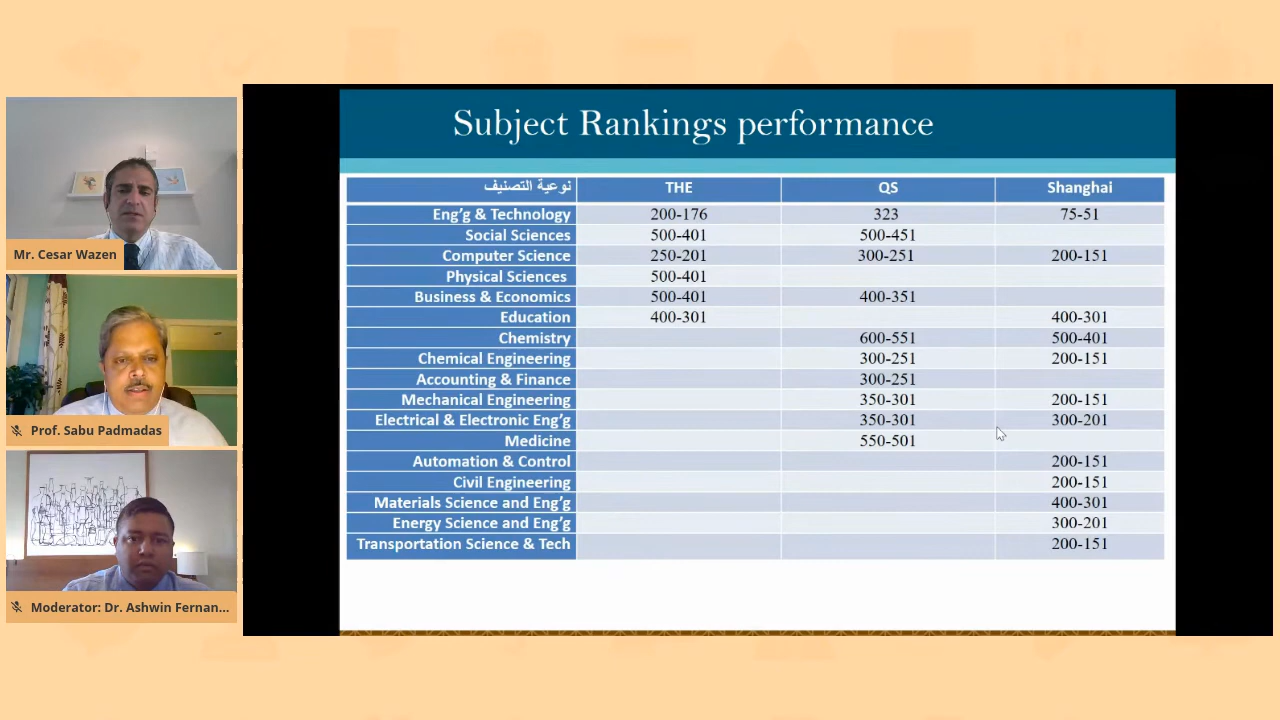 Mr. Cesar Wazen
Prof. Sabu Padmadas
Moderator: Dr. Ashwin Fernan...
Subject Rankings performance
نوعية التصنيف THE QS Shanghai
Eng'g & Technology 200-176 323 75-51
Social Sciences 500-401 500-451
Computer Science 250-201 300-251 200-151
Physical Sciences 500-401
Business & Economics 500-401 400-351
Education 400-301 400-301
Chemistry 600-551 500-401
Chemical Engineering 300-251 200-151
Accounting & Finance 300-251
Mechanical Engineering 350-301 200-151
Electrical & Electronic Eng'g 350-301 300-201
Medicine 550-501
Automation & Control 200-151
Civil Engineering 200-151
Materials Science and Eng'g 400-301
Energy Science and Eng'g 300-201
Transportation Science & Tech 200-151